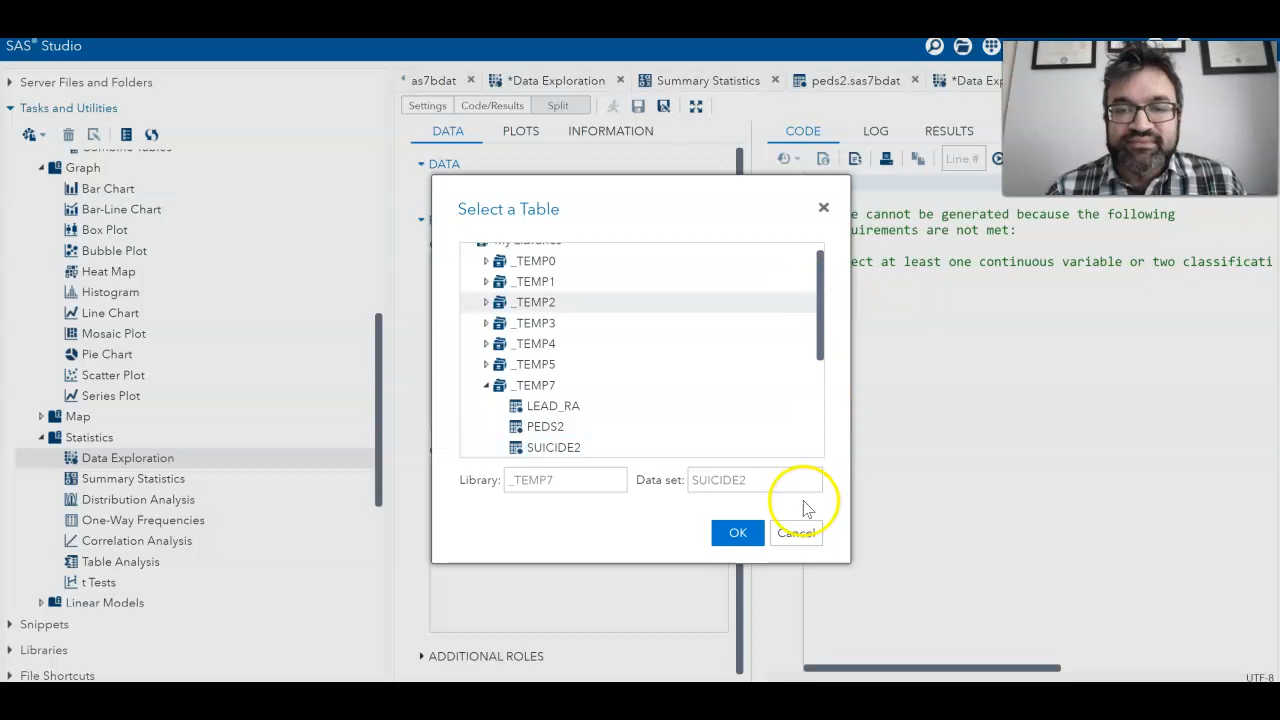 SAS® Studio
Server Files and Folders
Tasks and Utilities
Combine Tables
Graph
Bar Chart
Bar-Line Chart
Box Plot
Bubble Plot
Heat Map
Histogram
Line Chart
Mosaic Plot
Pie Chart
Scatter Plot
Series Plot
Map
Statistics
Data Exploration
Summary Statistics
Distribution Analysis
One-Way Frequencies
Correlation Analysis
Table Analysis
t Tests
Linear Models
Snippets
Libraries
File Shortcuts
as7bdat
*Data Exploration
Summary Statistics
peds2.sas7bdat
*Data Exp
Settings
Code/Results
Split
DATA
PLOTS
INFORMATION
DATA
CODE
LOG
RESULTS
Line #
e cannot be generated because the following
uirements are not met:
ect at least one continuous variable or two classificati
Select a Table
My Libraries
_TEMP0
_TEMP1
_TEMP2
_TEMP3
_TEMP4
_TEMP5
_TEMP7
LEAD_RA
PEDS2
SUICIDE2
Library: _TEMP7 Data set: SUICIDE2
OK
Cancel
ADDITIONAL ROLES
UTF-8